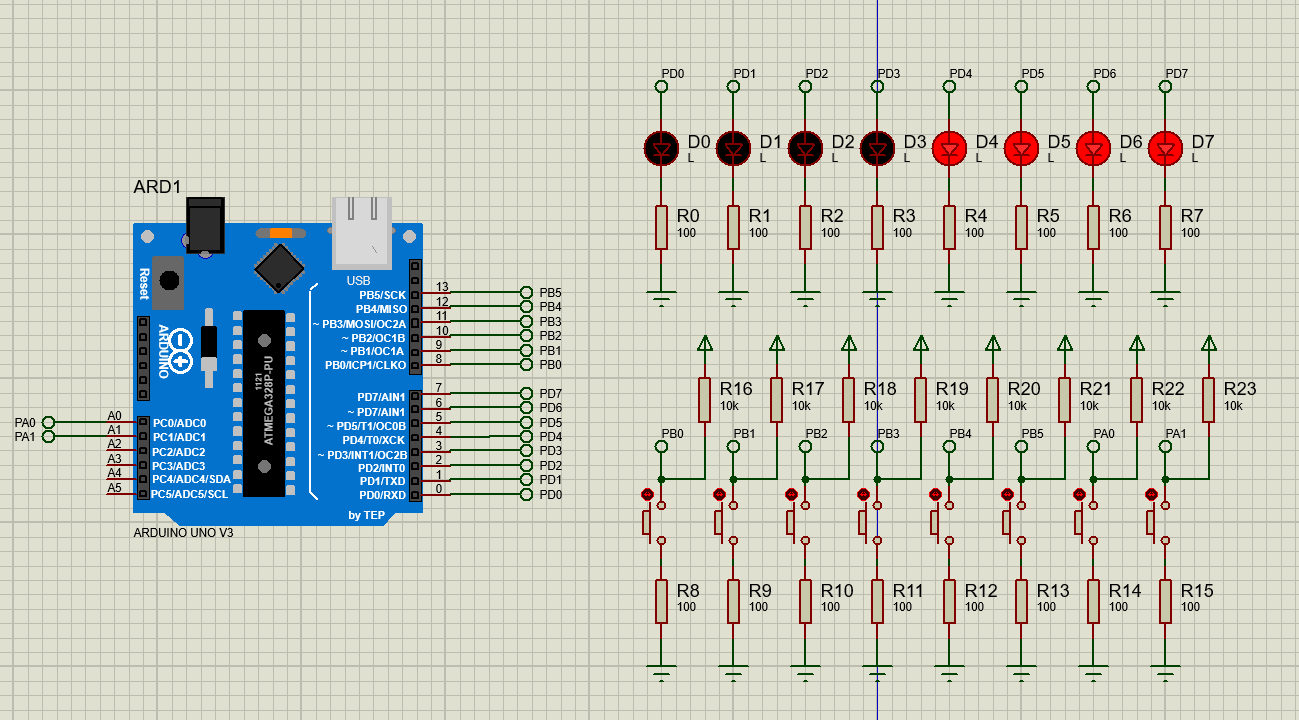 ARD1
Reset
USB
ARDUINO
1121
ATMEGA328P-PU
PB5/SCK 13 PB5
PB4/MISO 12 PB4
~ PB3/MOSI/OC2A 11 PB3
~ PB2/OC1B 10 PB2
~ PB1/OC1A 9 PB1
PB0/ICP1/CLKO 8 PB0
PD7/AIN1 7 PD7
~ PD7/AIN1 6 PD6
~ PD5/T1/OC0B 5 PD5
PD4/T0/XCK 4 PD4
~ PD3/INT1/OC2B 3 PD3
PD2/INT0 2 PD2
PD1/TXD 1 PD1
PD0/RXD 0 PD0
PA0 A0 PC0/ADC0
PA1 A1 PC1/ADC1
A2 PC2/ADC2
A3 PC3/ADC3
A4 PC4/ADC4/SDA
A5 PC5/ADC5/SCL
by TEP
ARDUINO UNO V3
PD0 PD1 PD2 PD3 PD4 PD5 PD6 PD7
D0 D1 D2 D3 D4 D5 D6 D7
L L L L L L L L
R0 R1 R2 R3 R4 R5 R6 R7
100 100 100 100 100 100 100 100
R16 R17 R18 R19 R20 R21 R22 R23
10k 10k 10k 10k 10k 10k 10k 10k
PB0 PB1 PB2 PB3 PB4 PB5 PA0 PA1
R8 R9 R10 R11 R12 R13 R14 R15
100 100 100 100 100 100 100 100